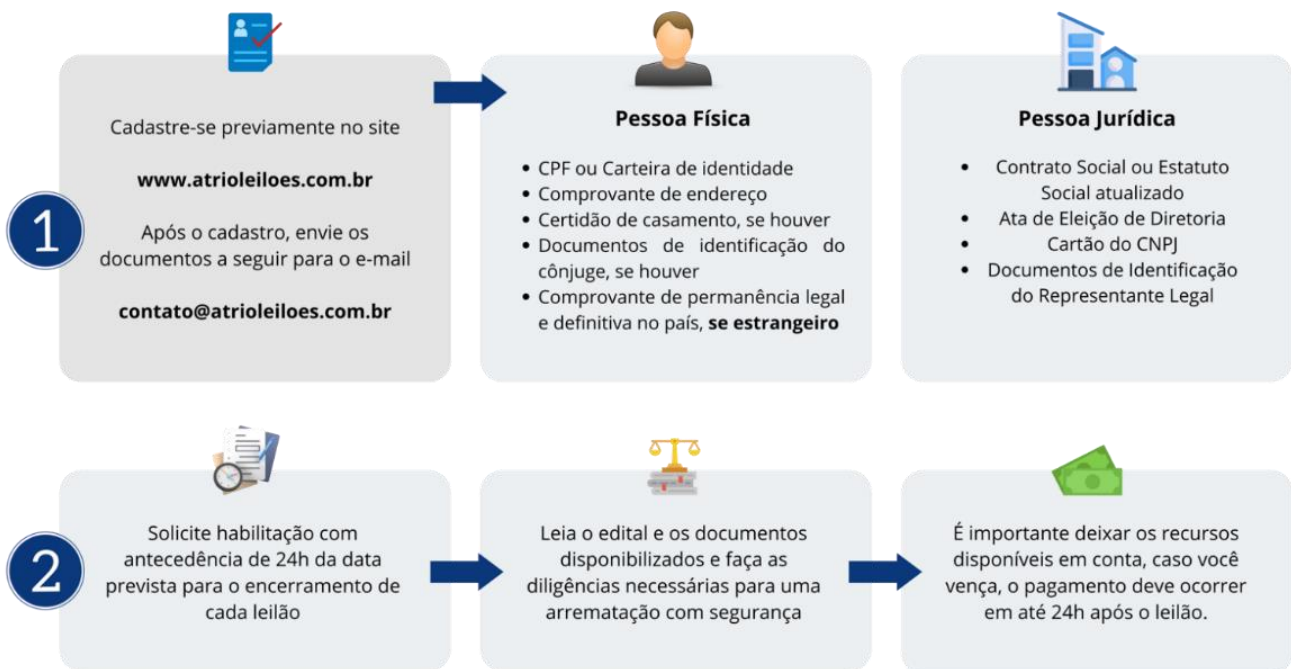 1
Cadastre-se previamente no site
www.atrioleiloes.com.br
Após o cadastro, envie os
documentos a seguir para o e-mail
contato@atrioleiloes.com.br
Pessoa Física
• CPF ou Carteira de identidade
• Comprovante de endereço
• Certidão de casamento, se houver
• Documentos de identificação do
cônjuge, se houver
• Comprovante de permanência legal
e definitiva no país, se estrangeiro
Pessoa Jurídica
• Contrato Social ou Estatuto
Social atualizado
• Ata de Eleição de Diretoria
• Cartão do CNPJ
• Documentos de Identificação
do Representante Legal
2
Solicite habilitação com
antecedência de 24h da data
prevista para o encerramento de
cada leilão
Leia o edital e os documentos
disponibilizados e faça as
diligências necessárias para uma
arrematação com segurança
É importante deixar os recursos
disponíveis em conta, caso você
vença, o pagamento deve ocorrer
em até 24h após o leilão.